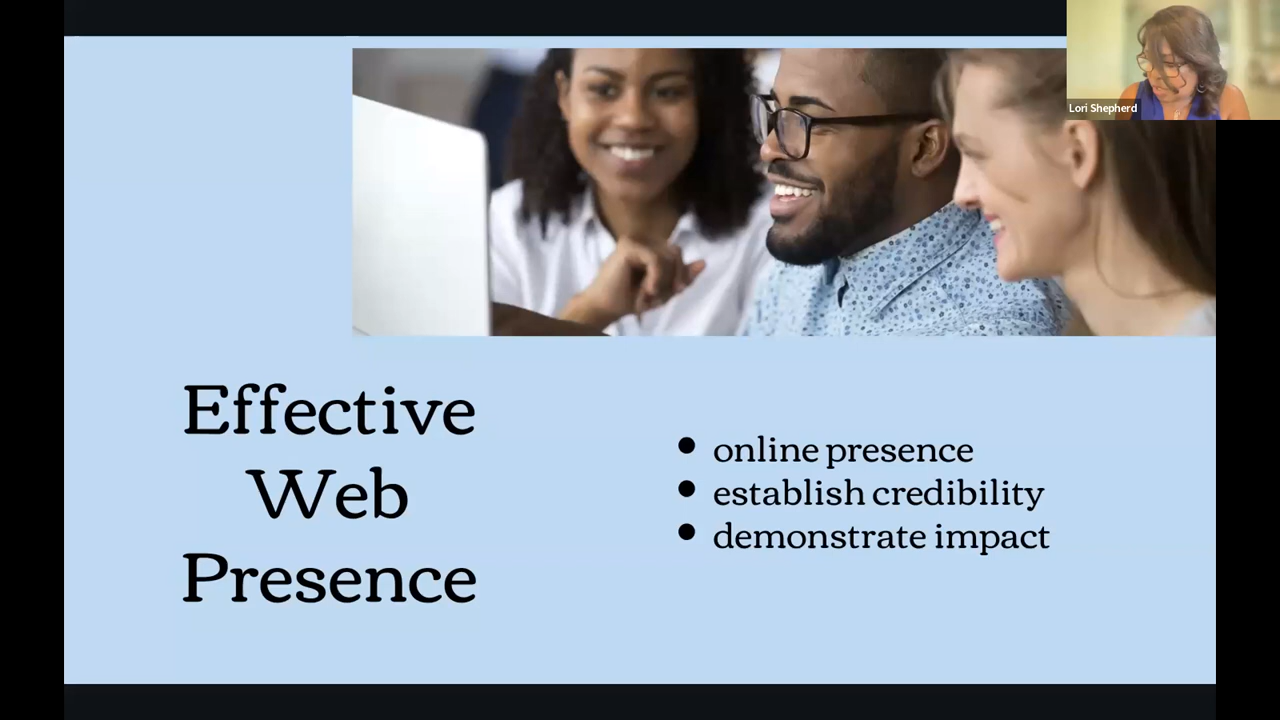 Lori Shepherd
Effective
Web
Presence
• online presence
• establish credibility
• demonstrate impact